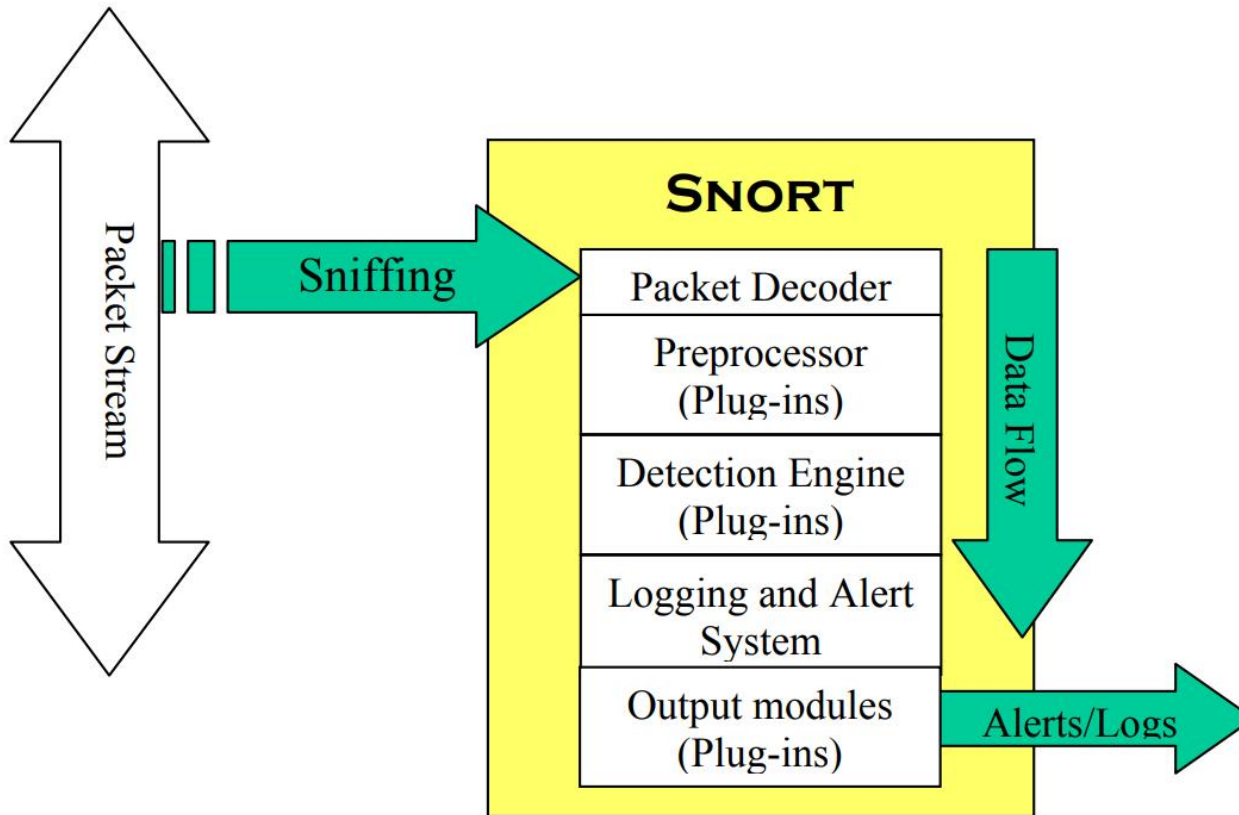 Packet Stream
Sniffing
SNORT
Packet Decoder
Preprocessor
(Plug-ins)
Detection Engine
(Plug-ins)
Logging and Alert
System
Output modules
(Plug-ins)
Data Flow
Alerts/Logs